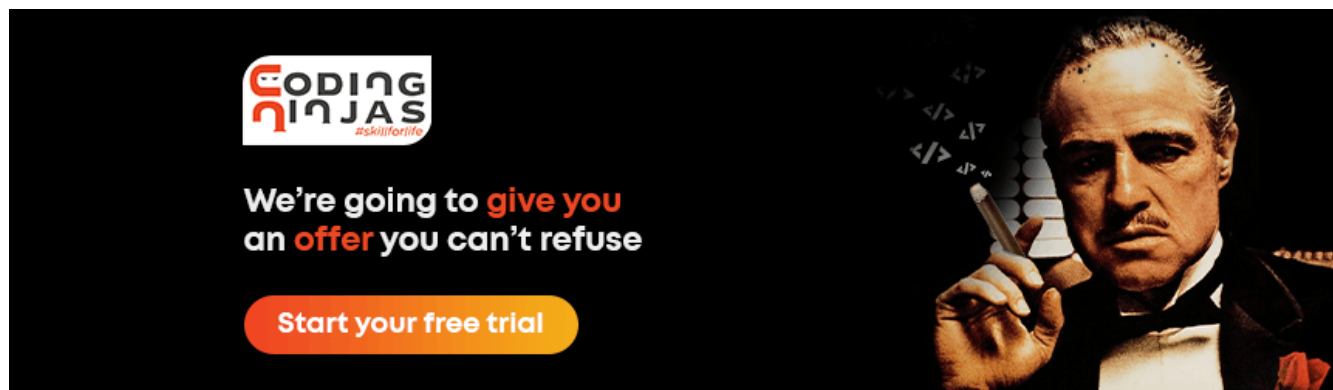 CODING
NINJAS
#skillforlife
We're going to give you
an offer you can't refuse
Start your free trial
</>
</>
</>
</>
</>
</>